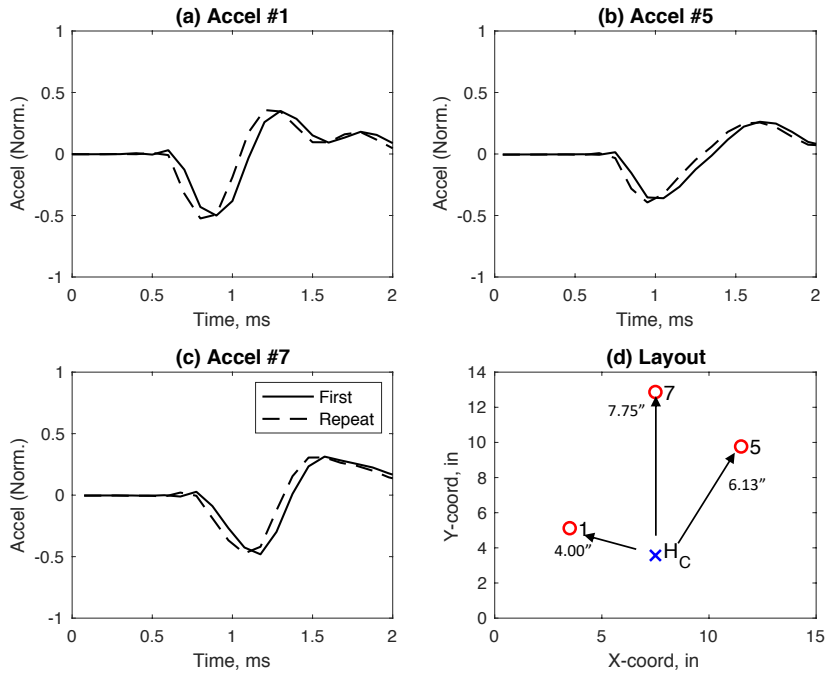 (a) Accel #1
1
0.5
0
-0.5
-1
Accel (Norm.)
0 0.5 1 1.5 2
Time, ms
(b) Accel #5
1
0.5
0
-0.5
-1
Accel (Norm.)
0 0.5 1 1.5 2
Time, ms
(c) Accel #7
1
0.5
0
-0.5
-1
Accel (Norm.)
First
Repeat
0 0.5 1 1.5 2
Time, ms
(d) Layout
14
12
10
8
6
4
2
0
Y-coord, in
7
7.75”
5
6.13”
1
4.00”
H_C
0 5 10 15
X-coord, in